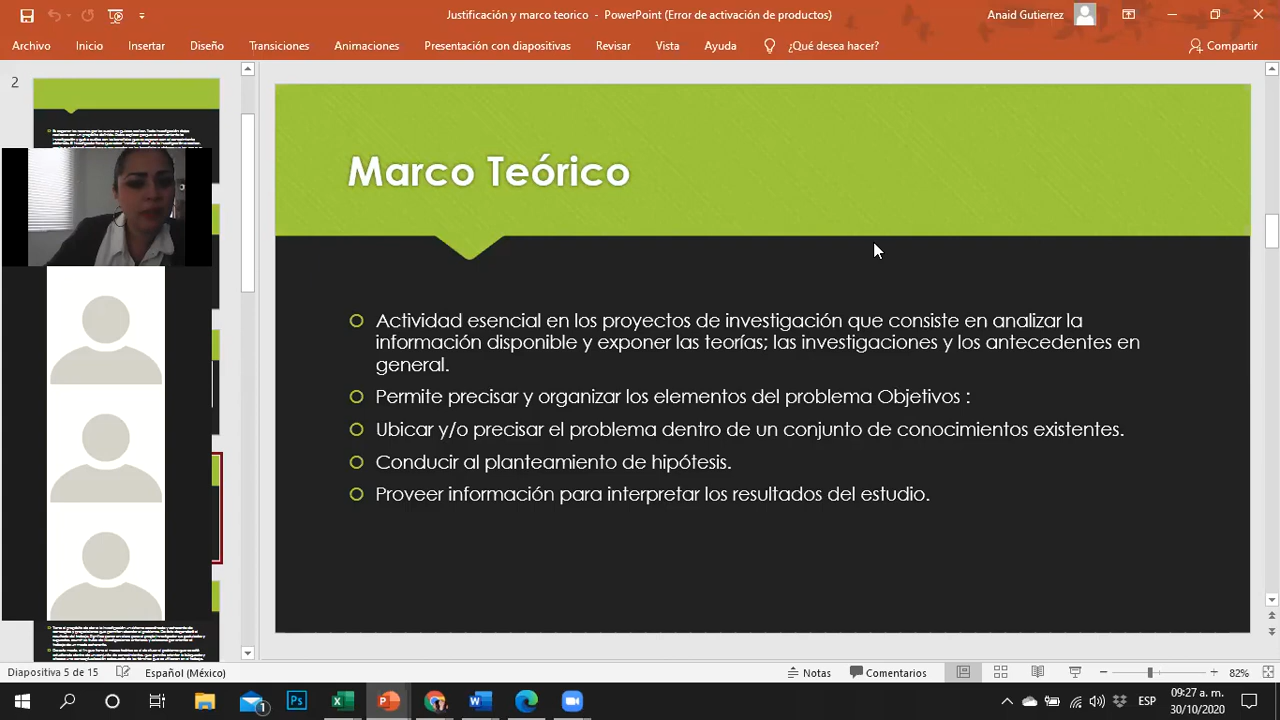 Justificación y marco teorico - PowerPoint (Error de activación de productos)
Anaid Gutierrez
Archivo Inicio Insertar Diseño Transiciones Animaciones Presentación con diapositivas Revisar Vista Ayuda ¿Qué desea hacer? Compartir
2
Marco Teórico
Actividad esencial en los proyectos de investigación que consiste en analizar la
información disponible y exponer las teorías; las investigaciones y los antecedentes en
general.
Permite precisar y organizar los elementos del problema Objetivos :
Ubicar y/o precisar el problema dentro de un conjunto de conocimientos existentes.
Conducir al planteamiento de hipótesis.
Proveer información para interpretar los resultados del estudio.
Diapositiva 5 de 15 Español (México) Notas Comentarios 82%
1 Ps ESP 09:27 a. m.
30/10/2020